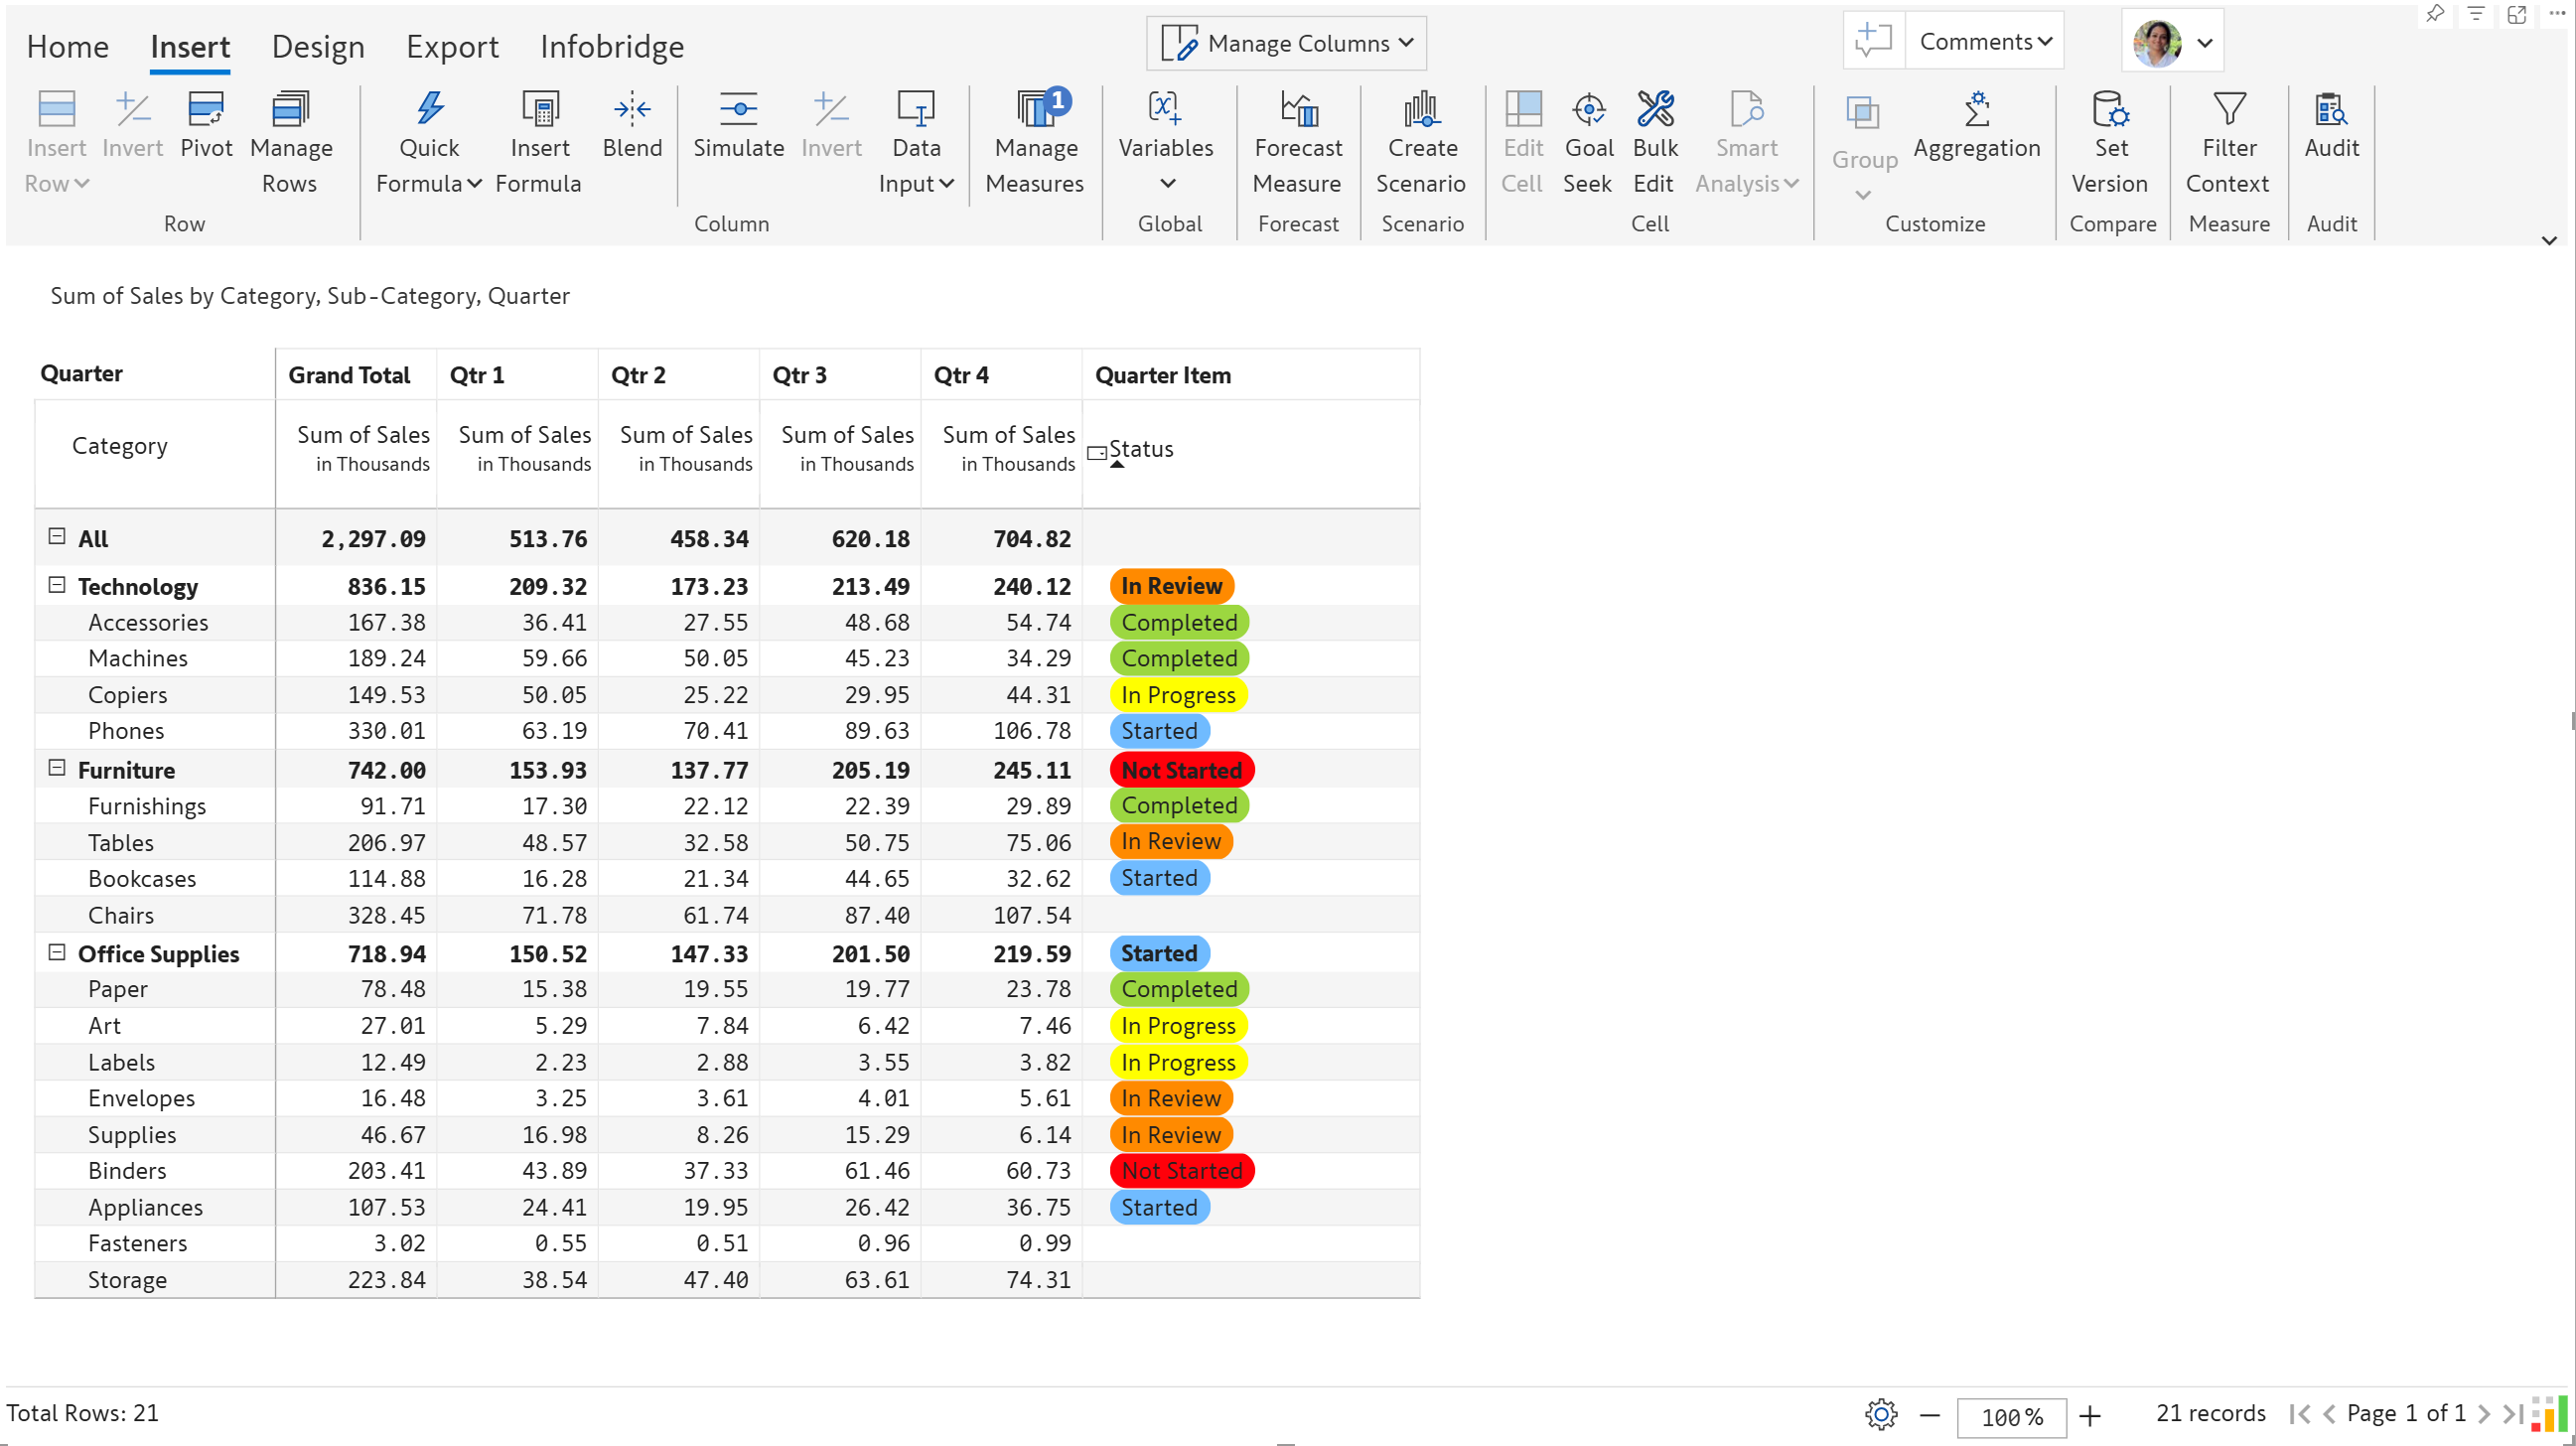 Home Insert Design Export Infobridge Manage Columns Comments
Insert Row Invert Pivot Manage Rows Quick Formula Insert Formula Blend Simulate Invert Data Input Manage Measures 1 Variables Forecast Measure Create Scenario Edit Cell Goal Seek Bulk Edit Smart Analysis Group Aggregation Set Version Filter Context Audit
Row Column Global Forecast Scenario Cell Customize Compare Measure Audit
Sum of Sales by Category, Sub-Category, Quarter
Quarter Grand Total Qtr 1 Qtr 2 Qtr 3 Qtr 4 Quarter Item
Category Sum of Sales Sum of Sales Sum of Sales Sum of Sales Sum of Sales Status
in Thousands in Thousands in Thousands in Thousands in Thousands
All 2,297.09 513.76 458.34 620.18 704.82
Technology 836.15 209.32 173.23 213.49 240.12 In Review
Accessories 167.38 36.41 27.55 48.68 54.74 Completed
Machines 189.24 59.66 50.05 45.23 34.29 Completed
Copiers 149.53 50.05 25.22 29.95 44.31 In Progress
Phones 330.01 63.19 70.41 89.63 106.78 Started
Furniture 742.00 153.93 137.77 205.19 245.11 Not Started
Furnishings 91.71 17.30 22.12 22.39 29.89 Completed
Tables 206.97 48.57 32.58 50.75 75.06 In Review
Bookcases 114.88 16.28 21.34 44.65 32.62 Started
Chairs 328.45 71.78 61.74 87.40 107.54
Office Supplies 718.94 150.52 147.33 201.50 219.59 Started
Paper 78.48 15.38 19.55 19.77 23.78 Completed
Art 27.01 5.29 7.84 6.42 7.46 In Progress
Labels 12.49 2.23 2.88 3.55 3.82 In Progress
Envelopes 16.48 3.25 3.61 4.01 5.61 In Review
Supplies 46.67 16.98 8.26 15.29 6.14 In Review
Binders 203.41 43.89 37.33 61.46 60.73 Not Started
Appliances 107.53 24.41 19.95 26.42 36.75 Started
Fasteners 3.02 0.55 0.51 0.96 0.99
Storage 223.84 38.54 47.40 63.61 74.31
Total Rows: 21 100% 21 records Page 1 of 1